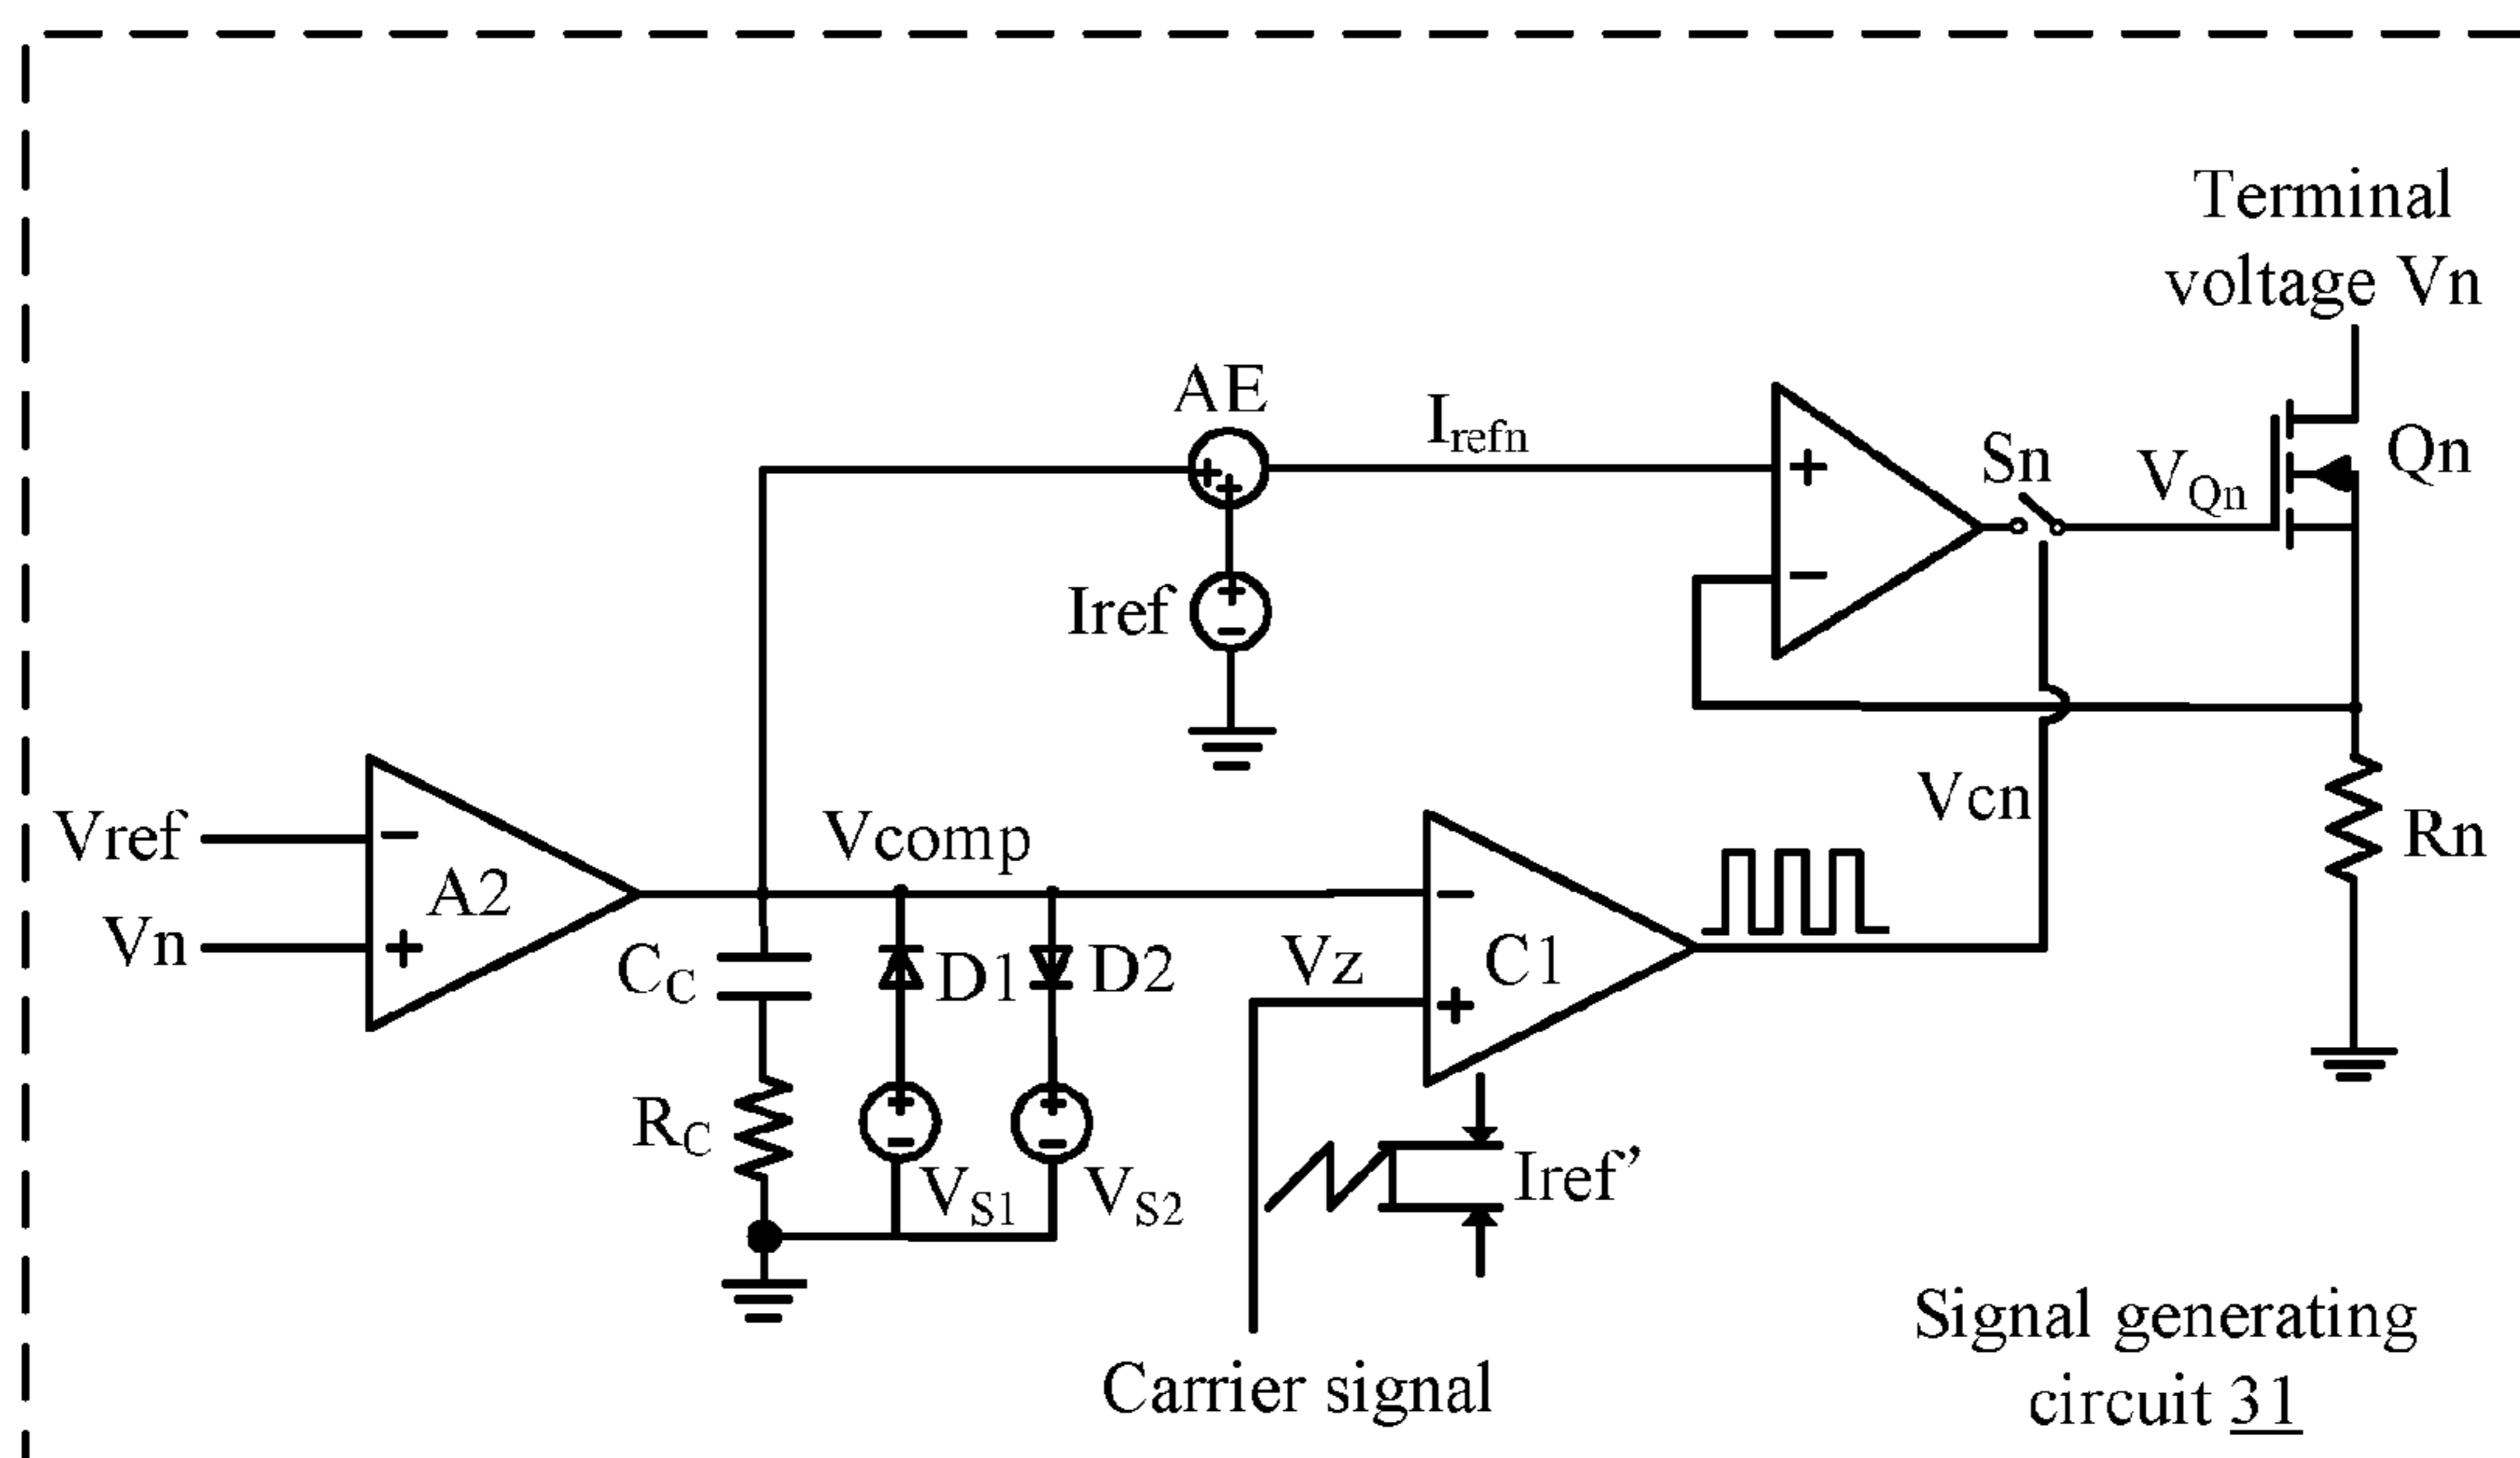 Terminal
voltage Vn
AE
Irefn
Sn
VQn
Qn
+
+
+
−
Iref
+
−
Vcn
Rn
Vref
−
A2
Vn
+
Vcomp
CC
D1
D2
RC
+
−
VS1
+
−
VS2
−
C1
Vz
+
Iref’
Carrier signal
Signal generating
circuit 31